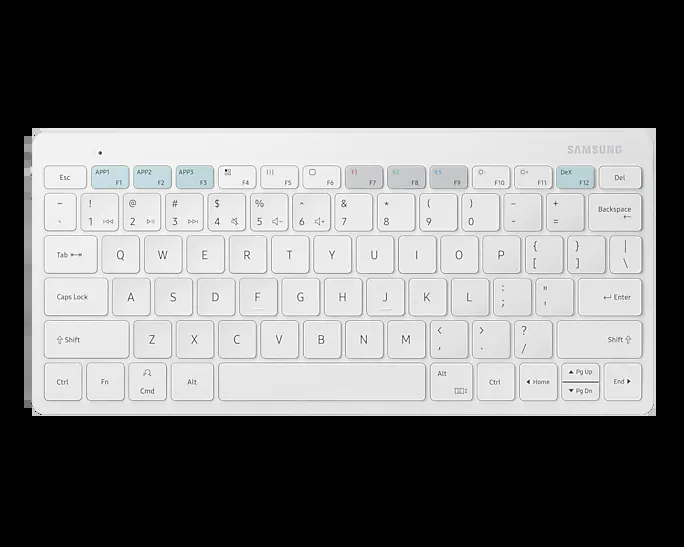 SAMSUNG
Esc APP1 F1 APP2 F2 APP3 F3 F4 F5 F6 F7 F8 F9 F10 F11 DeX F12 Del
~ ! @ # $ % ^ & * ( ) _ + Backspace
` 1 2 3 4 5 6 7 8 9 0 - =
Tab Q W E R T Y U I O P { } |
[ ] \
Caps Lock A S D F G H J K L : " Enter
; '
Shift Z X C V B N M < > ? Shift
, . /
Ctrl Fn Cmd Alt Alt Ctrl Home Pg Up End
Pg Dn